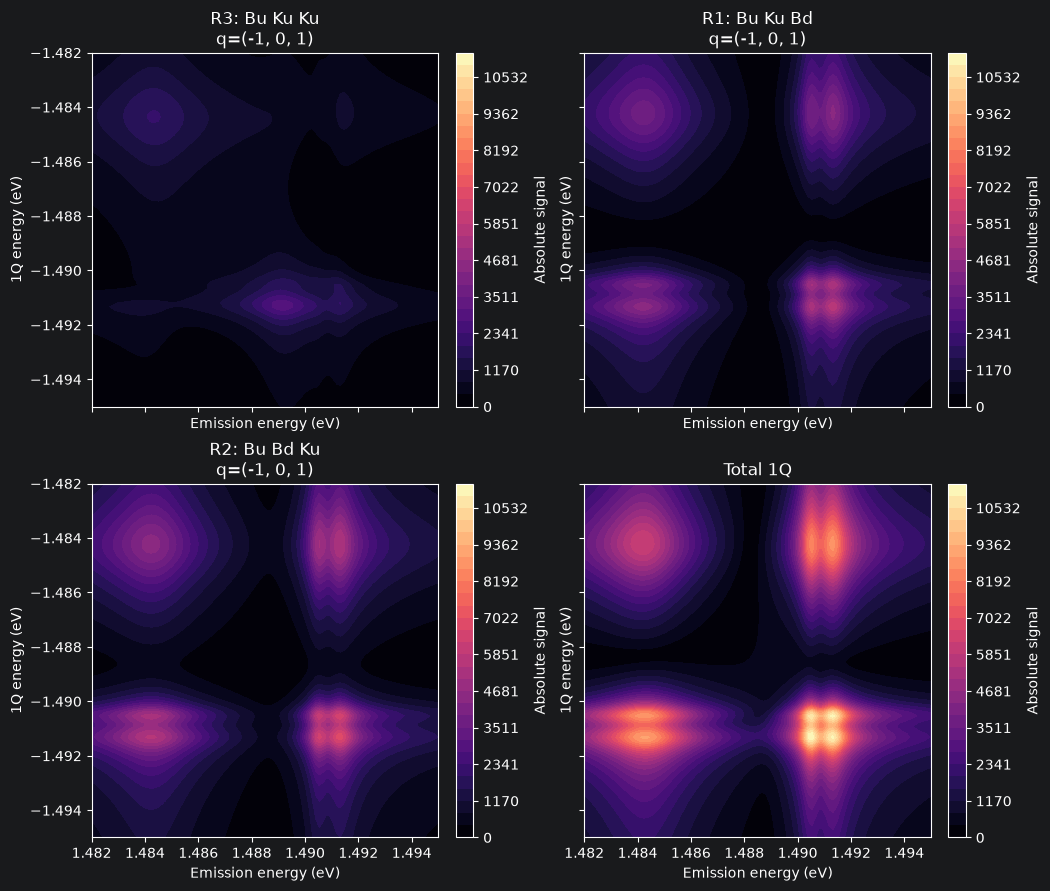 R3: Bu Ku Ku
q=(-1, 0, 1)
−1.482
−1.484
−1.486
−1.488
−1.490
−1.492
−1.494
1Q energy (eV)
Emission energy (eV)
10532
9362
8192
7022
5851
4681
3511
2341
1170
0
Absolute signal
R1: Bu Ku Bd
q=(-1, 0, 1)
1Q energy (eV)
Emission energy (eV)
10532
9362
8192
7022
5851
4681
3511
2341
1170
0
Absolute signal
R2: Bu Bd Ku
q=(-1, 0, 1)
−1.482
−1.484
−1.486
−1.488
−1.490
−1.492
−1.494
1Q energy (eV)
1.482 1.484 1.486 1.488 1.490 1.492 1.494
Emission energy (eV)
10532
9362
8192
7022
5851
4681
3511
2341
1170
0
Absolute signal
Total 1Q
1Q energy (eV)
1.482 1.484 1.486 1.488 1.490 1.492 1.494
Emission energy (eV)
10532
9362
8192
7022
5851
4681
3511
2341
1170
0
Absolute signal